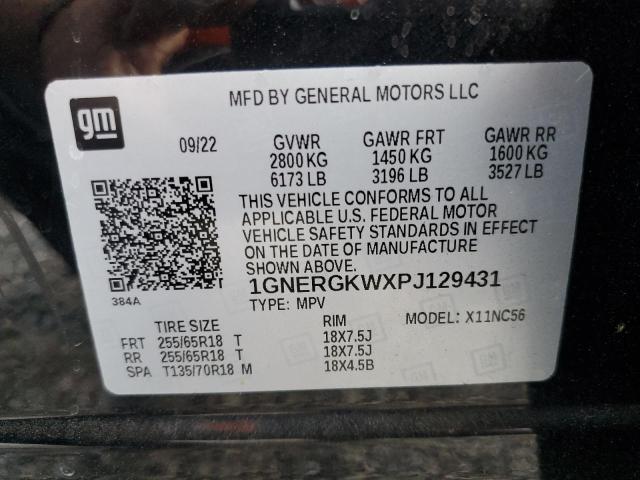 gm
MFD BY GENERAL MOTORS LLC
09/22 GVWR GAWR FRT GAWR RR
2800 KG 1450 KG 1600 KG
6173 LB 3196 LB 3527 LB
THIS VEHICLE CONFORMS TO ALL
APPLICABLE U.S. FEDERAL MOTOR
VEHICLE SAFETY STANDARDS IN EFFECT
ON THE DATE OF MANUFACTURE
SHOWN ABOVE.
384A 1GNERGKWXPJ129431
TYPE: MPV
TIRE SIZE RIM MODEL: X11NC56
FRT 255/65R18 T 18X7.5J
RR 255/65R18 T 18X7.5J
SPA T135/70R18 M 18X4.5B